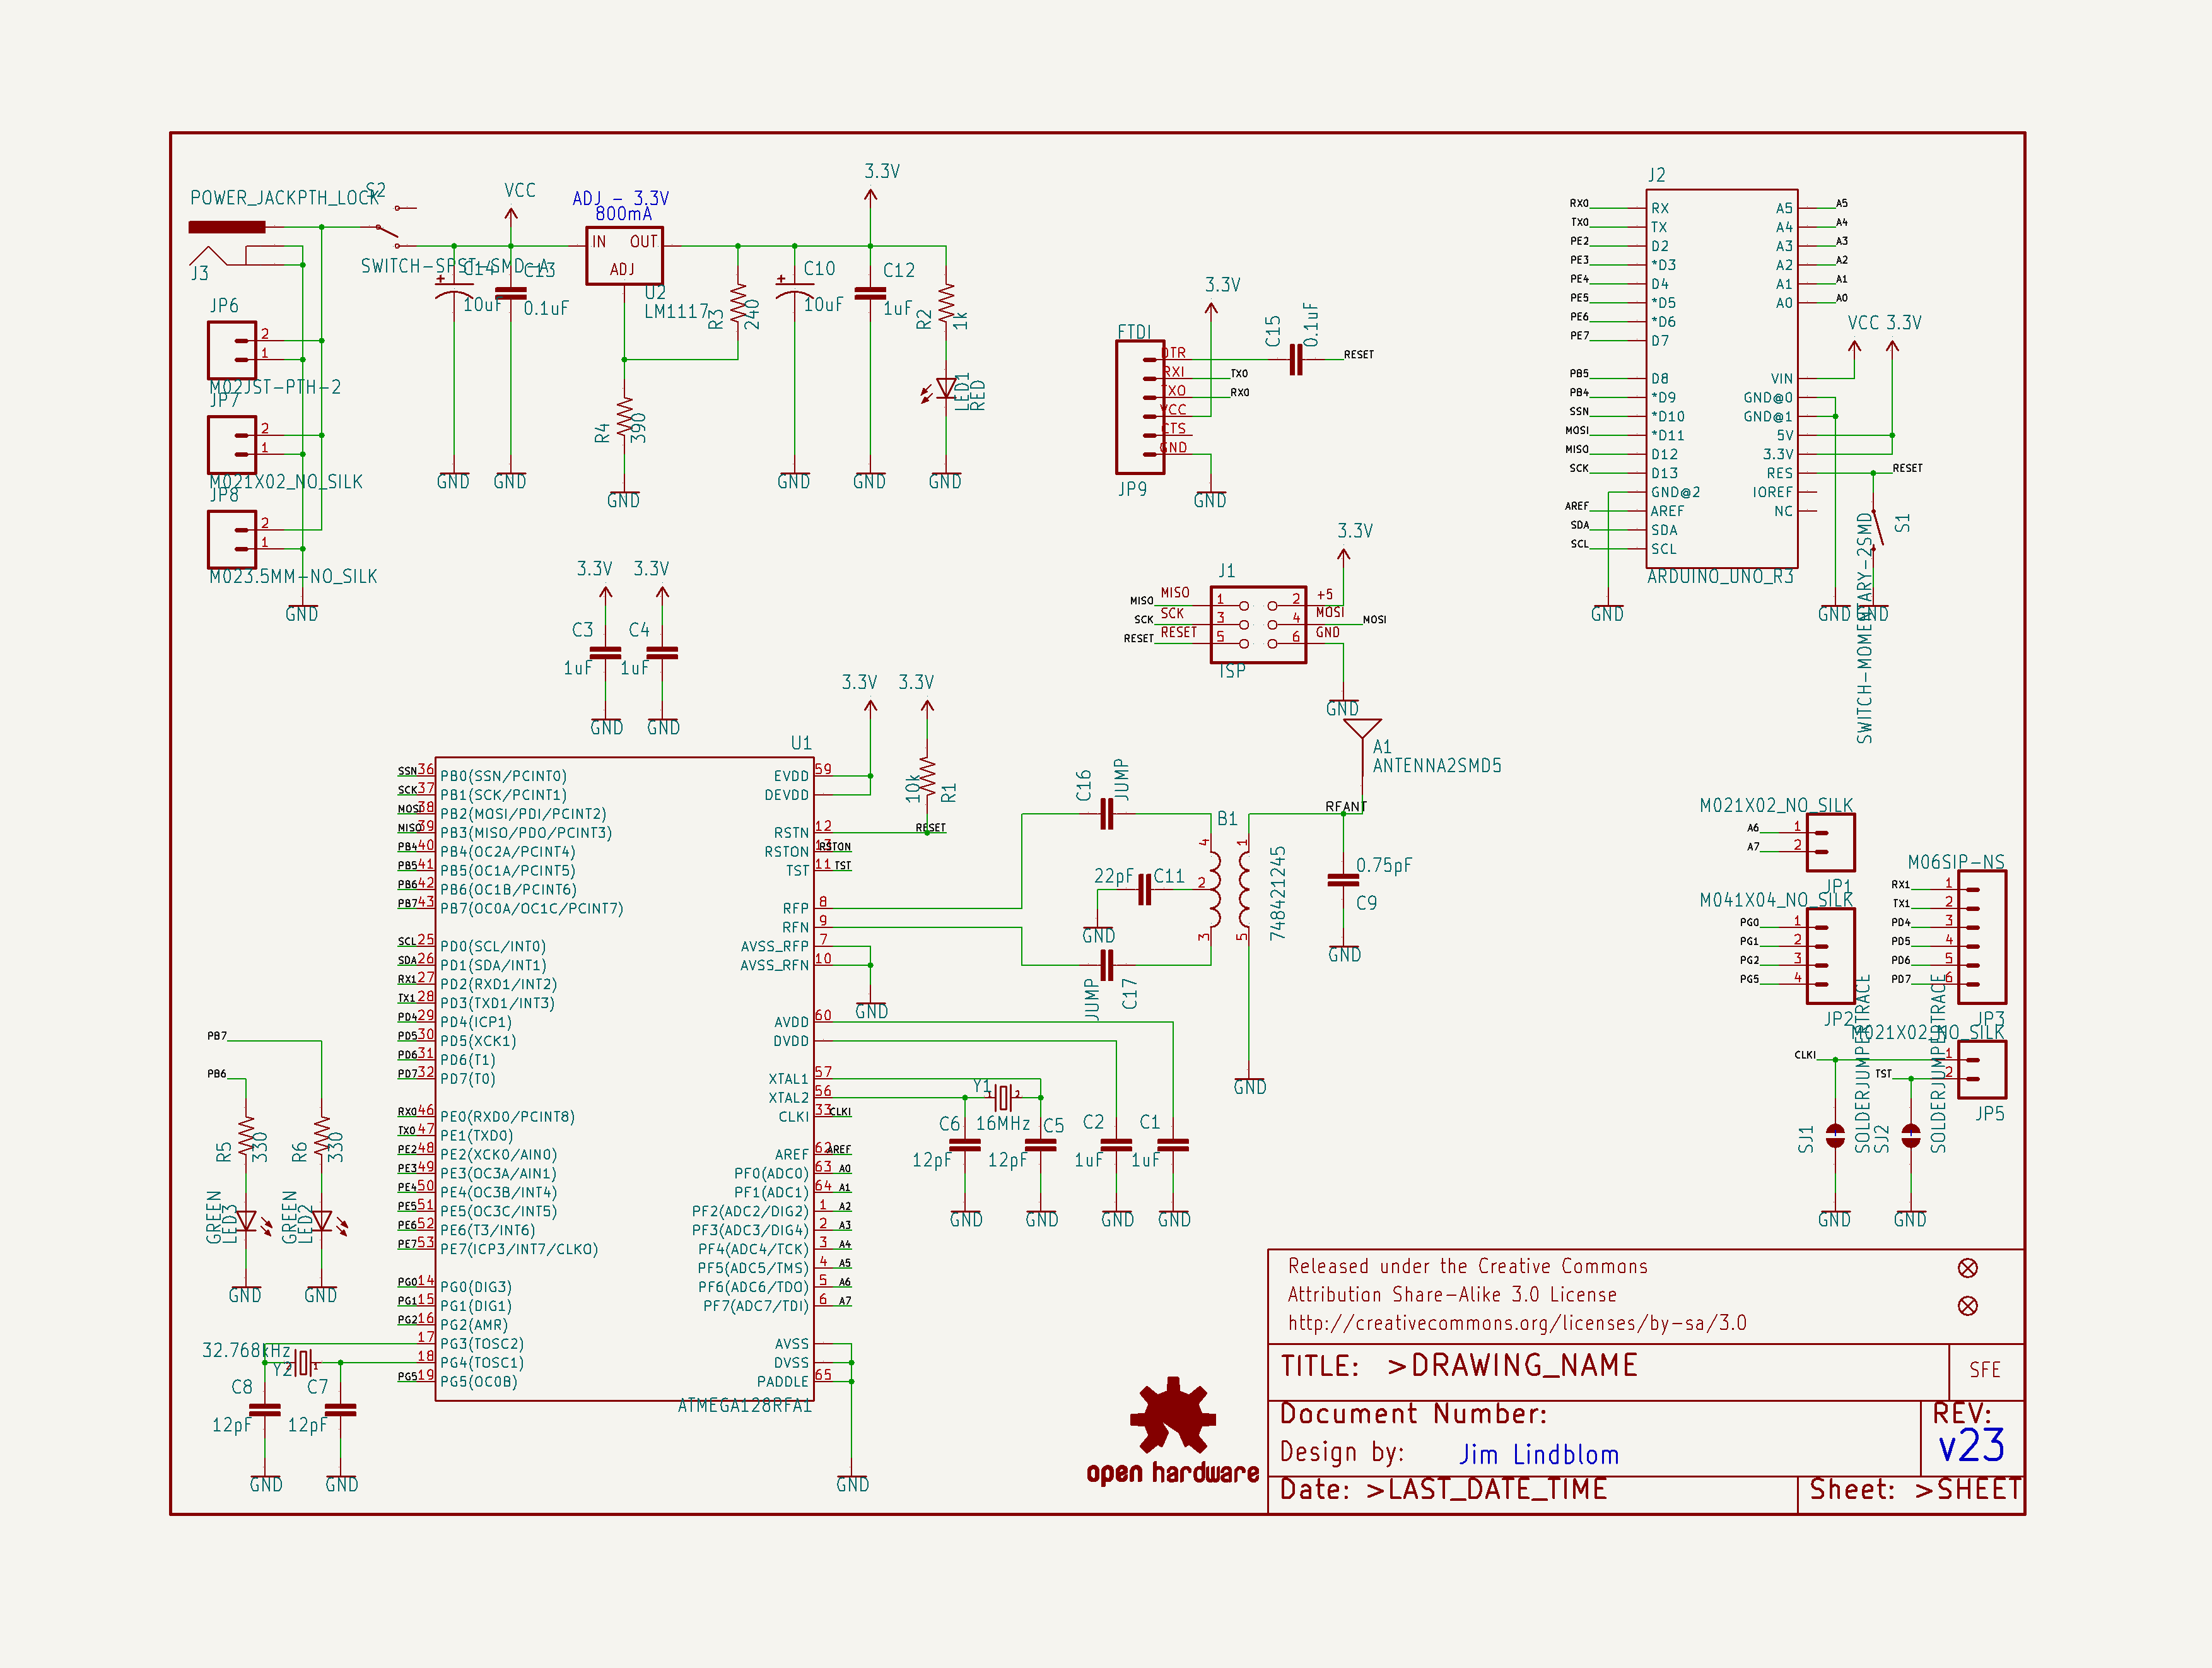 POWER_JACKPTH_LOCK
S2
J3
SWITCH-SPST-SMD-A
VCC
C14
10uF
C13
0.1uF
ADJ - 3.3V
800mA
IN OUT
ADJ
U2
LM1117
R3
240
R4
390
3.3V
C10
10uF
C12
1uF
R2
1k
LED1
RED
GND
GND
GND
GND
GND
GND
JP6
2
1
M02JST-PTH-2
JP7
2
1
M021X02_NO_SILK
JP8
2
1
M023.5MM-NO_SILK
GND
3.3V
FTDI
DTR
RXI
TXO
VCC
CTS
GND
JP9
TX0
RX0
C15
0.1uF
RESET
GND
J2
RX0 RX A5 A5
TX0 TX A4 A4
PE2 D2 A3 A3
PE3 *D3 A2 A2
PE4 D4 A1 A1
PE5 *D5 A0 A0
PE6 *D6
PE7 D7
VCC 3.3V
PB5 D8 VIN
PB4 *D9 GND@0
SSN *D10 GND@1
MOSI *D11 5V
MISO D12 3.3V
SCK D13 RES RESET
GND@2 IOREF
AREF AREF NC
SDA SDA
SCL SCL
ARDUINO_UNO_R3
S1
SWITCH-MOMENTARY-2SMD
GND
GND
GND
3.3V
J1
MISO MISO 1 2 +5
SCK SCK 3 4 MOSI MOSI
RESET RESET 5 6 GND
ISP
GND
3.3V 3.3V
C3 C4
1uF 1uF
GND GND
3.3V 3.3V
10k
R1
U1
SSN 36 PB0(SSN/PCINT0) EVDD 59
SCK 37 PB1(SCK/PCINT1) DEVDD
MOSI 38 PB2(MOSI/PDI/PCINT2)
MISO 39 PB3(MISO/PDO/PCINT3) RSTN 12 RESET
PB4 40 PB4(OC2A/PCINT4) RSTON 13 RSTON
PB5 41 PB5(OC1A/PCINT5) TST 11 TST
PB6 42 PB6(OC1B/PCINT6)
PB7 43 PB7(OC0A/OC1C/PCINT7) RFP 8
RFN 9
SCL 25 PD0(SCL/INT0) AVSS_RFP 7
SDA 26 PD1(SDA/INT1) AVSS_RFN 10
RX1 27 PD2(RXD1/INT2)
TX1 28 PD3(TXD1/INT3)
PD4 29 PD4(ICP1) AVDD 60
PD5 30 PD5(XCK1) DVDD
PD6 31 PD6(T1)
PD7 32 PD7(T0) XTAL1 57
XTAL2 56
RX0 46 PE0(RXD0/PCINT8) CLKI 33 CLKI
TX0 47 PE1(TXD0)
PE2 48 PE2(XCK0/AIN0) AREF 62 AREF
PE3 49 PE3(OC3A/AIN1) PF0(ADC0) 63 A0
PE4 50 PE4(OC3B/INT4) PF1(ADC1) 64 A1
PE5 51 PE5(OC3C/INT5) PF2(ADC2/DIG2) 1 A2
PE6 52 PE6(T3/INT6) PF3(ADC3/DIG4) 2 A3
PE7 53 PE7(ICP3/INT7/CLKO) PF4(ADC4/TCK) 3 A4
PF5(ADC5/TMS) 4 A5
PG0 14 PG0(DIG3) PF6(ADC6/TDO) 5 A6
PG1 15 PG1(DIG1) PF7(ADC7/TDI) 6 A7
PG2 16 PG2(AMR)
17 PG3(TOSC2) AVSS
18 PG4(TOSC1) DVSS
PG5 19 PG5(OC0B) PADDLE 65
ATMEGA128RFA1
GND
GND
PB7
PB6
R5
330
R6
330
GREEN
LED3
GREEN
LED2
GND GND
32.768kHz
2 1
Y2
C8 C7
12pF 12pF
GND GND
C16
JUMP
22pF C11
GND
JUMP
C17
B1
4
2
3
1
5
748421245
GND
A1
ANTENNA2SMD5
RFANT
0.75pF
C9
GND
Y1
1 2
16MHz
C6 C5 C2 C1
12pF 12pF 1uF 1uF
GND GND GND GND
M021X02_NO_SILK
A6 1
A7 2
JP1
M041X04_NO_SILK
PG0 1
PG1 2
PG2 3
PG5 4
JP2
M06SIP-NS
RX1 1
TX1 2
PD4 3
PD5 4
PD6 5
PD7 6
JP3
M021X02_NO_SILK
CLKI 1
TST 2
JP5
SJ1
SOLDERJUMPERTRACE
SJ2
SOLDERJUMPERTRACE
GND GND
open hardware
Released under the Creative Commons
Attribution Share-Alike 3.0 License
http://creativecommons.org/licenses/by-sa/3.0
TITLE: >DRAWING_NAME
SFE
Document Number:
REV:
Design by: Jim Lindblom
v23
Date: >LAST_DATE_TIME
Sheet: >SHEET